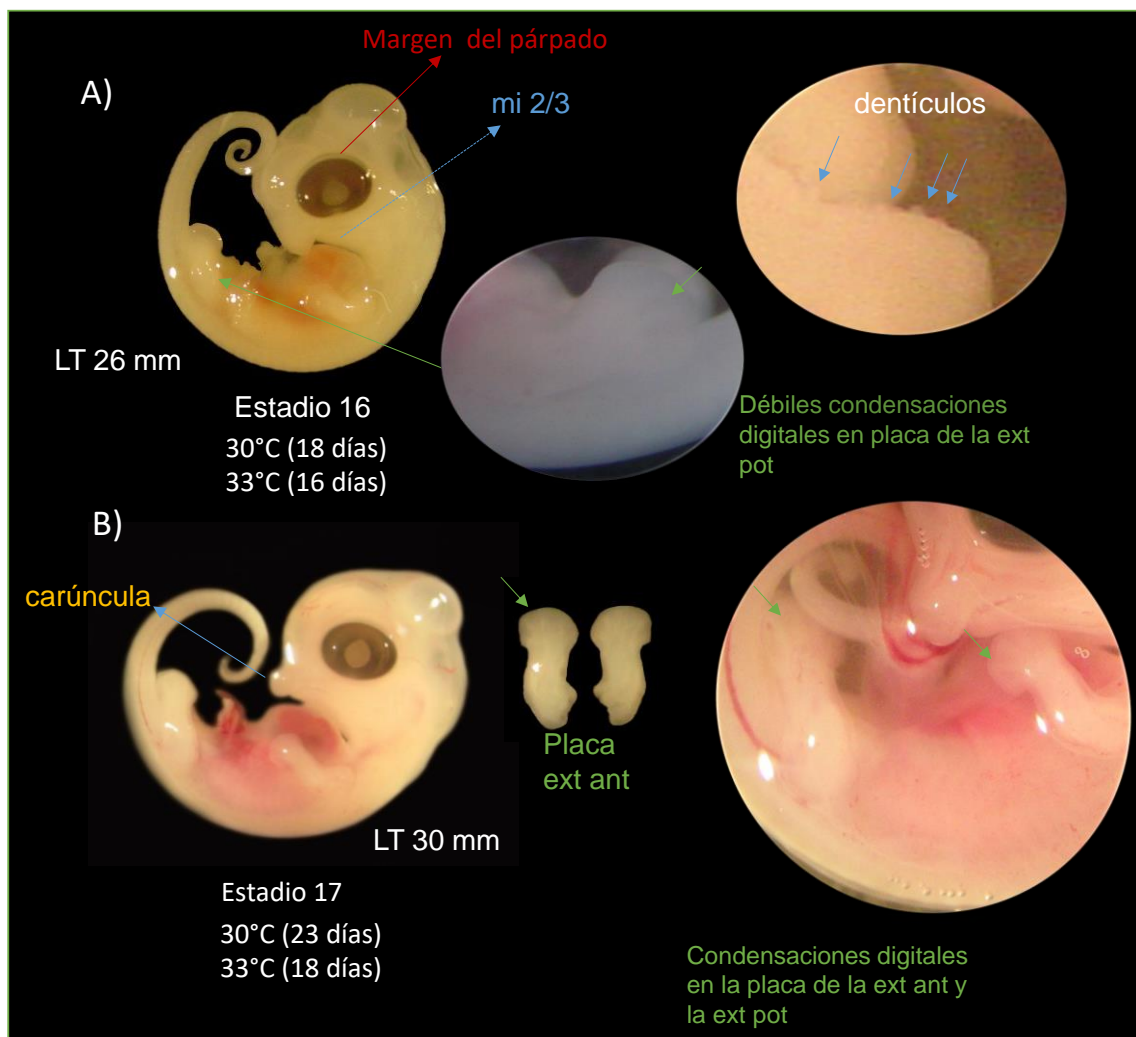 A)
Margen del párpado
mi 2/3
dentículos
LT 26 mm
Estadio 16
30°C (18 días)
33°C (16 días)
Débiles condensaciones
digitales en placa de la ext
pot
B)
carúncula
Placa
ext ant
LT 30 mm
Estadio 17
30°C (23 días)
33°C (18 días)
Condensaciones digitales
en la placa de la ext ant y
la ext pot